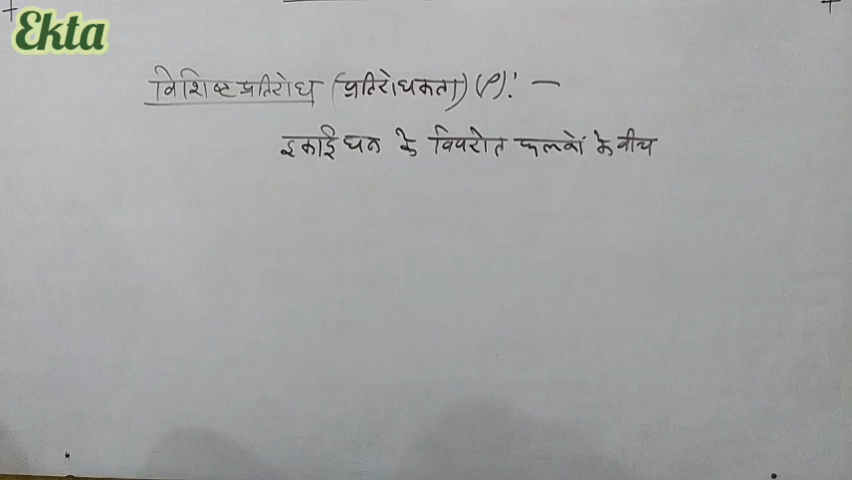 Ekta
विशिष्ट प्रतिरोध (प्रतिरोधकता) (ρ):-
इकाई घन के विपरीत फलकों के बीच